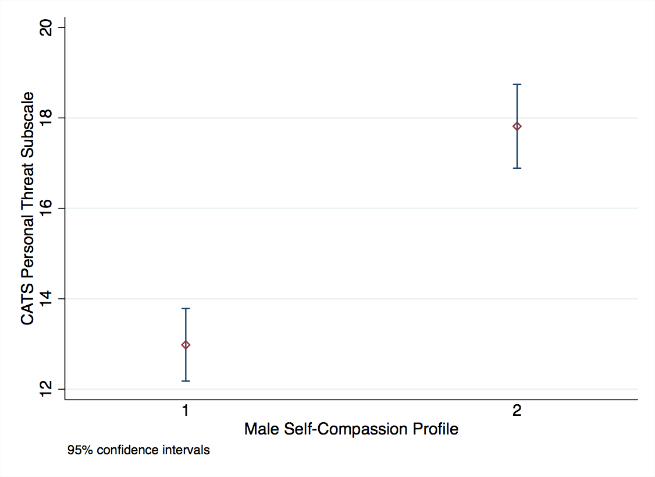 CATS Personal Threat Subscale
20
18
16
14
12
1 2
Male Self-Compassion Profile
95% confidence intervals